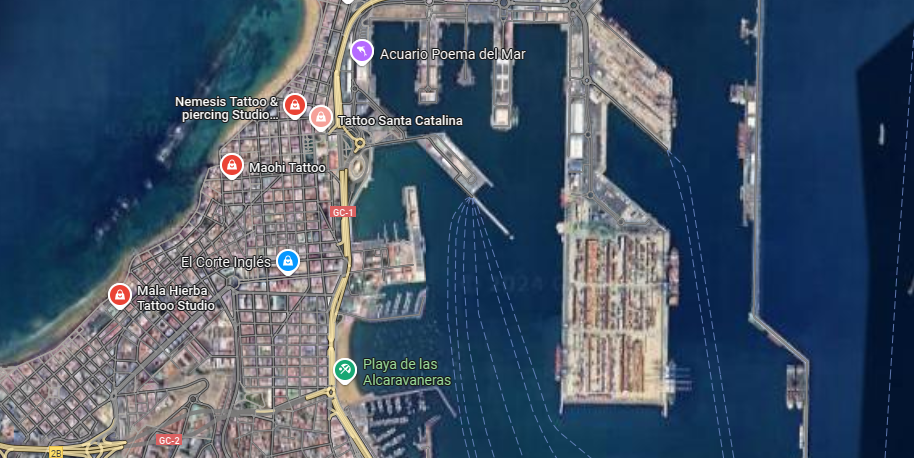 Acuario Poema del Mar
Nemesis Tattoo &
piercing Studio...
Tattoo Santa Catalina
Maohi Tattoo
GC-1
El Corte Inglés
Mala Hierba
Tattoo Studio
Playa de las
Alcaravaneras
GC-2
2B